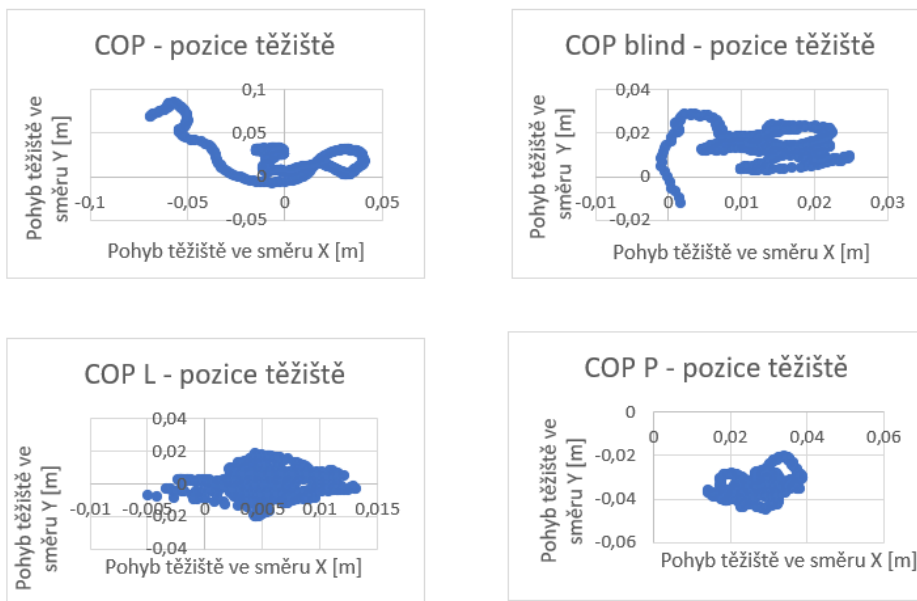 COP - pozice těžiště
Pohyb těžiště ve
směru Y [m]
0,1
0,05
0
-0,05
-0,1
-0,05
0
0,05
Pohyb těžiště ve směru X [m]
COP blind - pozice těžiště
Pohyb těžiště ve
směru Y [m]
0,04
0,02
0
-0,02
-0,01
0
0,01
0,02
0,03
Pohyb těžiště ve směru X [m]
COP L - pozice těžiště
Pohyb těžiště ve
směru Y [m]
0,04
0,02
0
-0,02
-0,04
-0,01
-0,005
0
0,005
0,01
0,015
Pohyb těžiště ve směru X [m]
COP P - pozice těžiště
Pohyb těžiště ve
směru Y [m]
0
-0,02
-0,04
-0,06
0
0,02
0,04
0,06
Pohyb těžiště ve směru X [m]